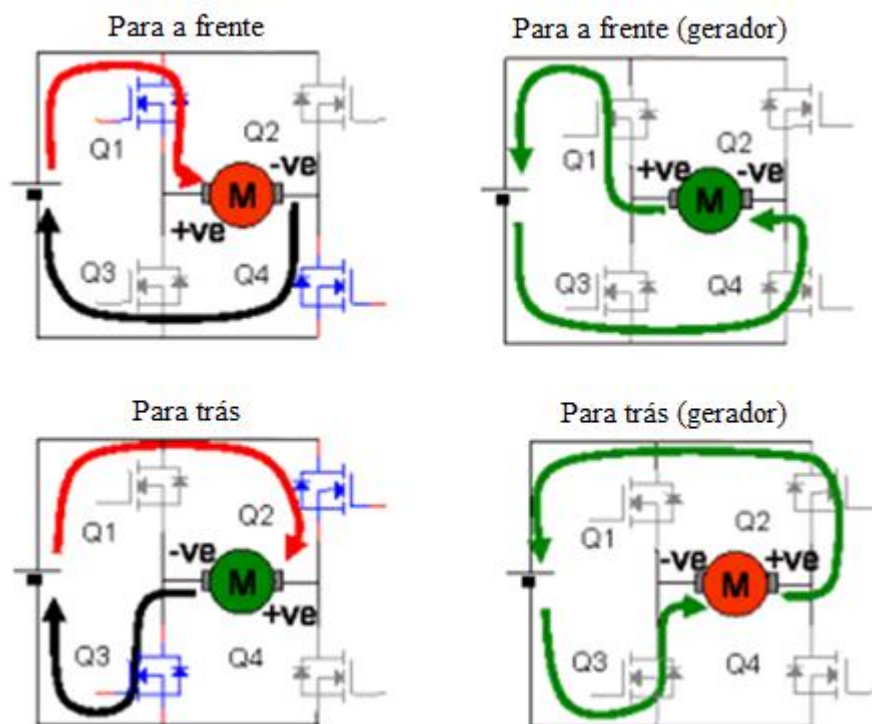 Para a frente
Para a frente (gerador)
Q1
Q2
-ve
M
+ve
Q3
Q4
Q1
Q2
+ve
-ve
M
Q3
Q4
Para trás
Para trás (gerador)
Q1
Q2
-ve
M
+ve
Q3
Q4
Q1
Q2
-ve
+ve
M
Q3
Q4